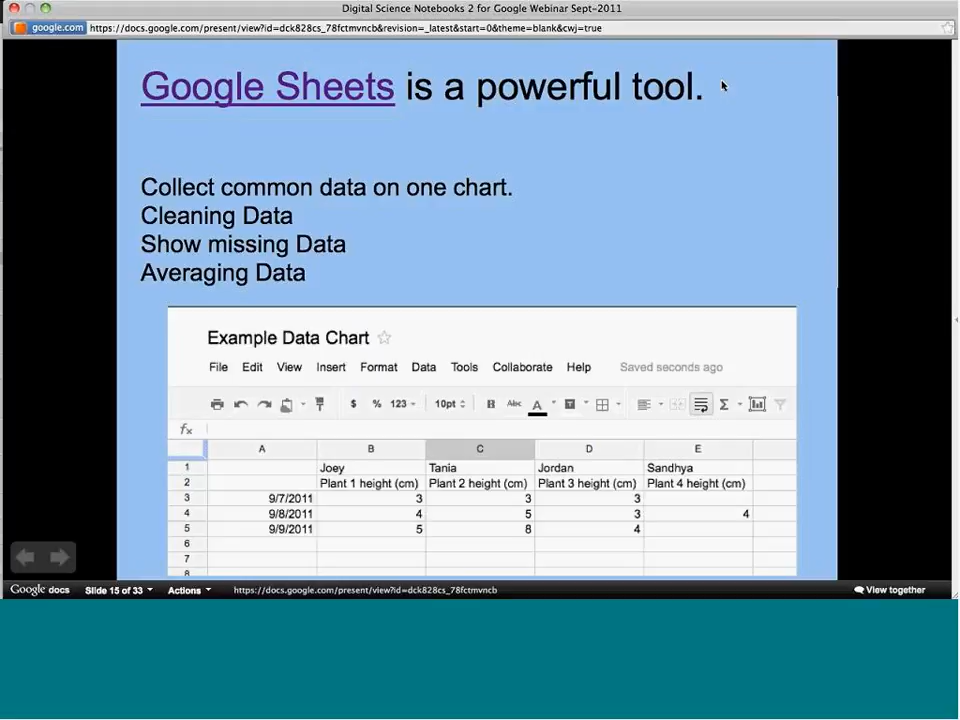 Digital Science Notebooks 2 for Google Webinar Sept-2011
google.com https://docs.google.com/present/view?id=dck828cs_78fctmvncb&revision=_latest&start=0&theme=blank&cwj=true
Google Sheets is a powerful tool.
Collect common data on one chart.
Cleaning Data
Show missing Data
Averaging Data
Example Data Chart
File Edit View Insert Format Data Tools Collaborate Help Saved seconds ago
$ % 123 10pt B Abc A T Σ
fx
A B C D E
1 Joey Tania Jordan Sandhya
2 Plant 1 height (cm) Plant 2 height (cm) Plant 3 height (cm) Plant 4 height (cm)
3 9/7/2011 3 3 3
4 9/8/2011 4 5 3 4
5 9/9/2011 5 8 4
6
7
8
Google docs Slide 15 of 33 Actions https://docs.google.com/present/view?id=dck828cs_78fctmvncb View together